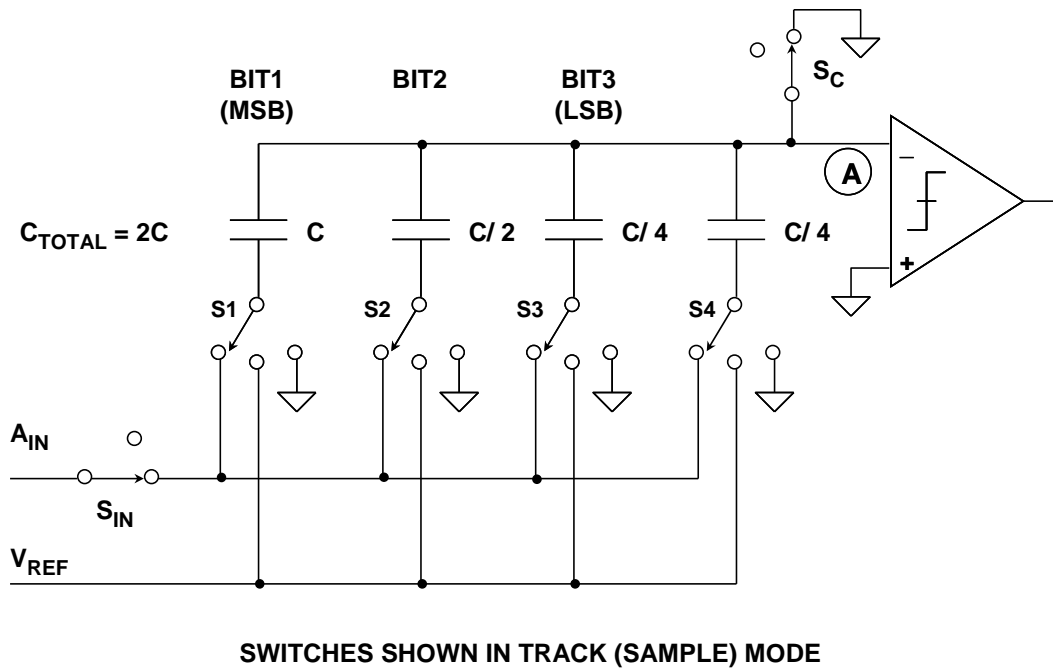 BIT1
(MSB)
BIT2
BIT3
(LSB)
S_C
A
−
+
C_TOTAL = 2C
C
C/ 2
C/ 4
C/ 4
S1
S2
S3
S4
A_IN
S_IN
V_REF
SWITCHES SHOWN IN TRACK (SAMPLE) MODE